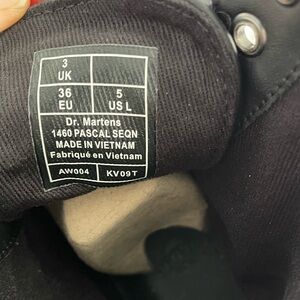 3
UK
36 5
EU US L
Dr. Martens
1460 PASCAL SEQN
MADE IN VIETNAM
Fabriqué en Vietnam
AW004 KV09T